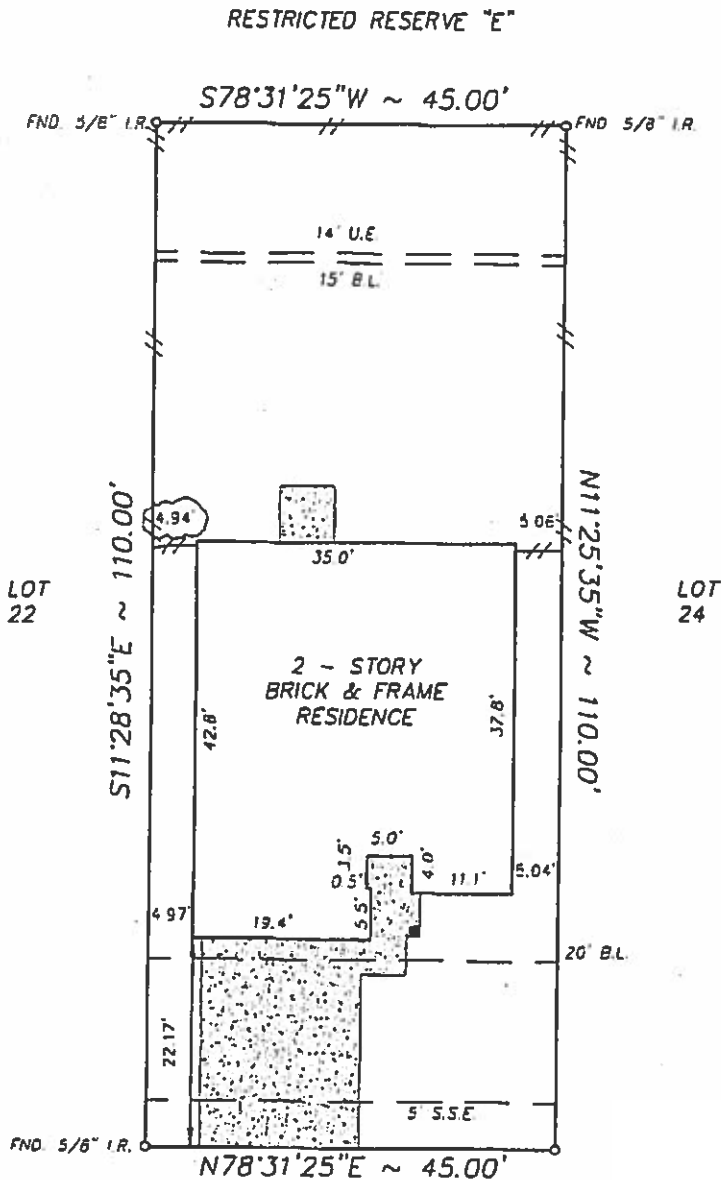 RESTRICTED RESERVE "E"
S78°31'25"W ~ 45.00'
FND. 5/8" I.R.
FND 5/8" I.R.
14' U.E.
15' B.L.
4.94'
5.06'
35.0'
S11°28'35"E ~ 110.00'
N11°25'35"W ~ 110.00'
LOT
22
LOT
24
2 ~ STORY
BRICK & FRAME
RESIDENCE
42.8'
37.8'
5.0'
3.5'
4.0'
0.5'
11.1'
5.04'
5.5'
4.97'
19.4'
20' B.L.
22.17'
5' S.S.E.
FND. 5/8" I.R.
N78°31'25"E ~ 45.00'